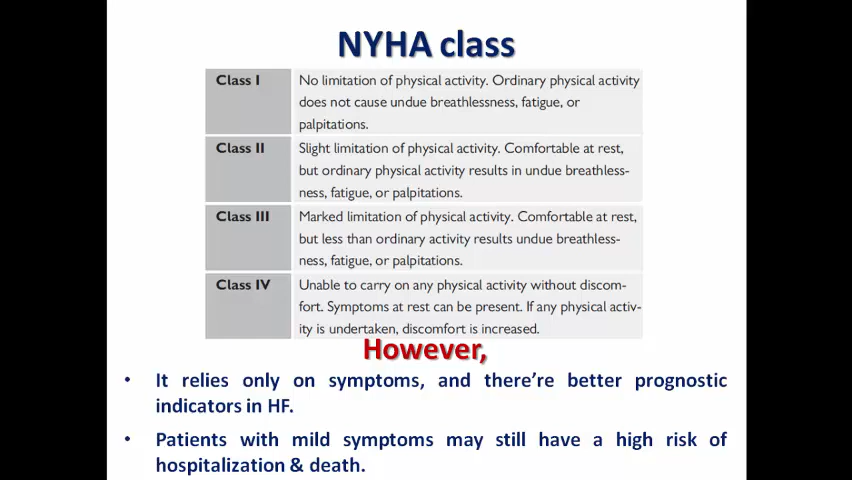 NYHA class
Class I
No limitation of physical activity. Ordinary physical activity
does not cause undue breathlessness, fatigue, or
palpitations.
Class II
Slight limitation of physical activity. Comfortable at rest,
but ordinary physical activity results in undue breathless-
ness, fatigue, or palpitations.
Class III
Marked limitation of physical activity. Comfortable at rest,
but less than ordinary activity results undue breathless-
ness, fatigue, or palpitations.
Class IV
Unable to carry on any physical activity without discom-
fort. Symptoms at rest can be present. If any physical activ-
ity is undertaken, discomfort is increased.
However,
• It relies only on symptoms, and there’re better prognostic
indicators in HF.
• Patients with mild symptoms may still have a high risk of
hospitalization & death.